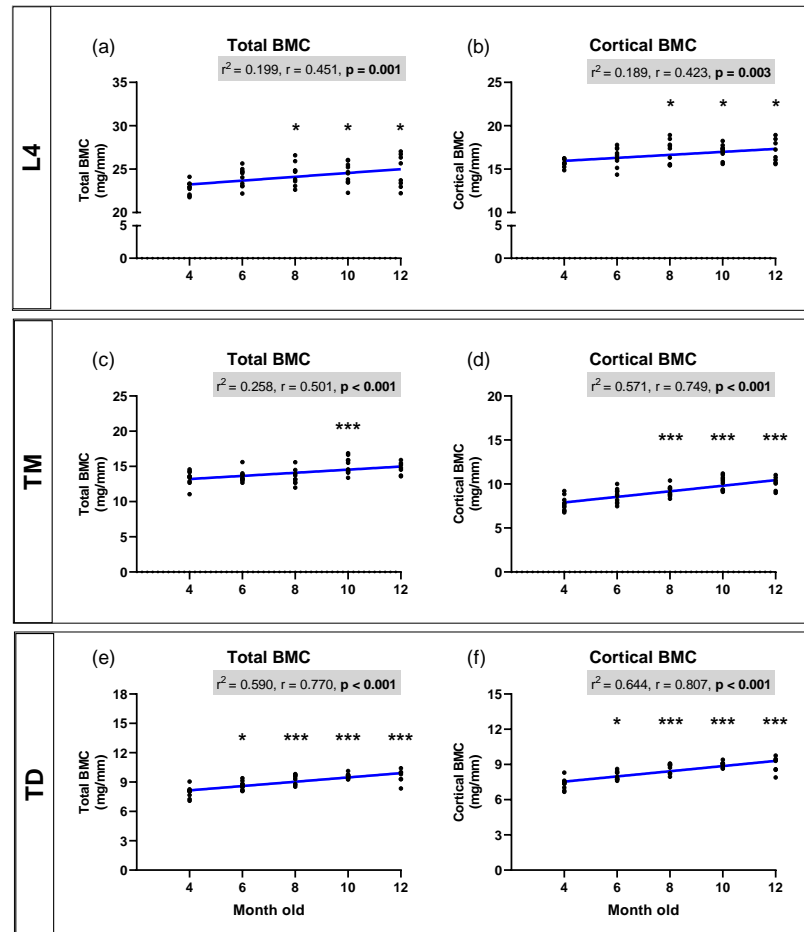 L4
(a)
Total BMC
r² = 0.199, r = 0.451, p = 0.001
Total BMC
(mg/mm)
35
30
25
20
5
0
* * *
4 6 8 10 12
(b)
Cortical BMC
r² = 0.189, r = 0.423, p = 0.003
Cortical BMC
(mg/mm)
25
20
15
10
5
0
* * *
4 6 8 10 12
TM
(c)
Total BMC
r² = 0.258, r = 0.501, p < 0.001
Total BMC
(mg/mm)
25
20
15
10
5
0
***
4 6 8 10 12
(d)
Cortical BMC
r² = 0.571, r = 0.749, p < 0.001
Cortical BMC
(mg/mm)
20
15
10
5
0
*** *** ***
4 6 8 10 12
TD
(e)
Total BMC
r² = 0.590, r = 0.770, p < 0.001
Total BMC
(mg/mm)
18
15
12
9
6
3
0
* *** *** ***
4 6 8 10 12
Month old
(f)
Cortical BMC
r² = 0.644, r = 0.807, p < 0.001
Cortical BMC
(mg/mm)
15
12
9
6
3
0
* *** *** ***
4 6 8 10 12
Month old